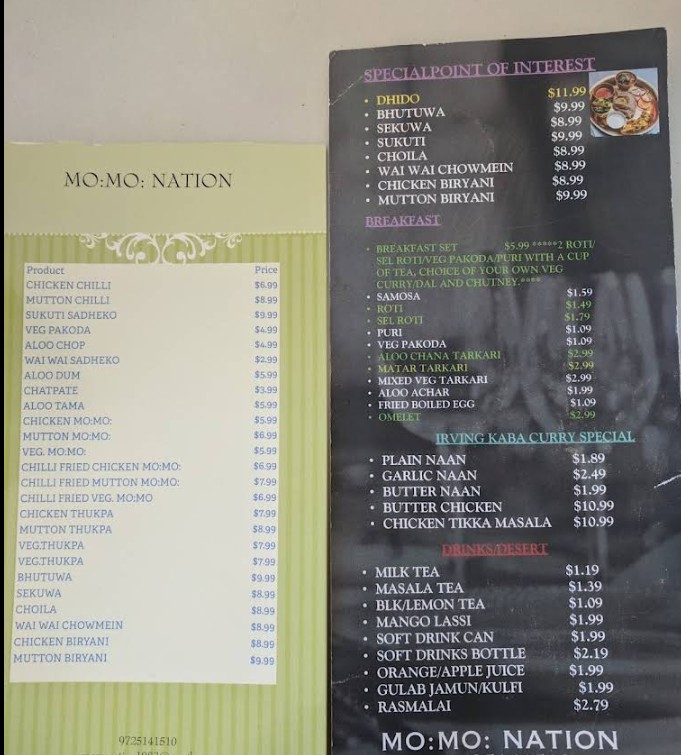 MO:MO: NATION
Product Price
CHICKEN CHILLI $6.99
MUTTON CHILLI $8.99
SUKUTI SADHEKO $9.99
VEG PAKODA $4.99
ALOO CHOP $4.99
WAI WAI SADHEKO $2.99
ALOO DUM $5.99
CHATPATE $3.99
ALOO TAMA $5.99
CHICKEN MO:MO: $5.99
MUTTON MO:MO: $6.99
VEG. MO:MO: $5.99
CHILLI FRIED CHICKEN MO:MO: $6.99
CHILLI FRIED MUTTON MO:MO: $7.99
CHILLI FRIED VEG. MO:MO $6.99
CHICKEN THUKPA $7.99
MUTTON THUKPA $8.99
VEG.THUKPA $7.99
VEG.THUKPA $7.99
BHUTUWA $9.99
SEKUWA $8.99
CHOILA $8.99
WAI WAI CHOWMEIN $8.99
CHICKEN BIRYANI $8.99
MUTTON BIRYANI $9.99
9725141510
SPECIALPOINT OF INTEREST
• DHIDO $11.99
• BHUTUWA $9.99
• SEKUWA $8.99
• SUKUTI $9.99
• CHOILA $8.99
• WAI WAI CHOWMEIN $8.99
• CHICKEN BIRYANI $8.99
• MUTTON BIRYANI $9.99
BREAKFAST
• BREAKFAST SET $5.99 *****2 ROTI/
SEL ROTI/VEG PAKODA/PURI WITH A CUP
OF TEA, CHOICE OF YOUR OWN VEG
CURRY/DAL AND CHUTNEY.****
• SAMOSA $1.59
• ROTI $1.49
• SEL ROTI $1.79
• PURI $1.09
• VEG PAKODA $1.09
• ALOO CHANA TARKARI $2.99
• MATAR TARKARI $2.99
• MIXED VEG TARKARI $2.99
• ALOO ACHAR $1.99
• FRIED BOILED EGG $1.09
• OMELET $2.99
IRVING KABA CURRY SPECIAL
• PLAIN NAAN $1.89
• GARLIC NAAN $2.49
• BUTTER NAAN $1.99
• BUTTER CHICKEN $10.99
• CHICKEN TIKKA MASALA $10.99
DRINKS/DESERT
• MILK TEA $1.19
• MASALA TEA $1.39
• BLK/LEMON TEA $1.09
• MANGO LASSI $1.99
• SOFT DRINK CAN $1.99
• SOFT DRINKS BOTTLE $2.19
• ORANGE/APPLE JUICE $1.99
• GULAB JAMUN/KULFI $1.99
• RASMALAI $2.79
MO:MO: NATION